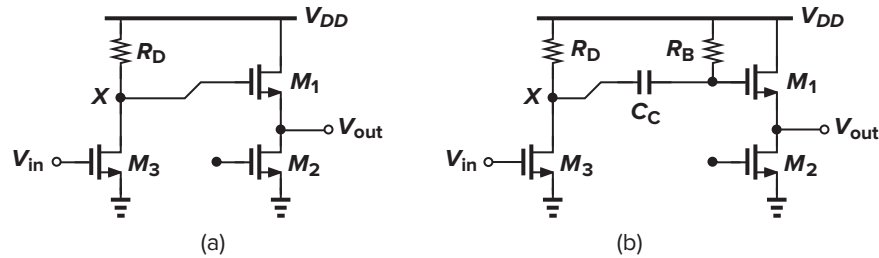 V_DD
R_D
X
M_1
V_out
V_in
M_3
M_2
(a)
V_DD
R_D
R_B
X
C_C
M_1
V_out
V_in
M_3
M_2
(b)